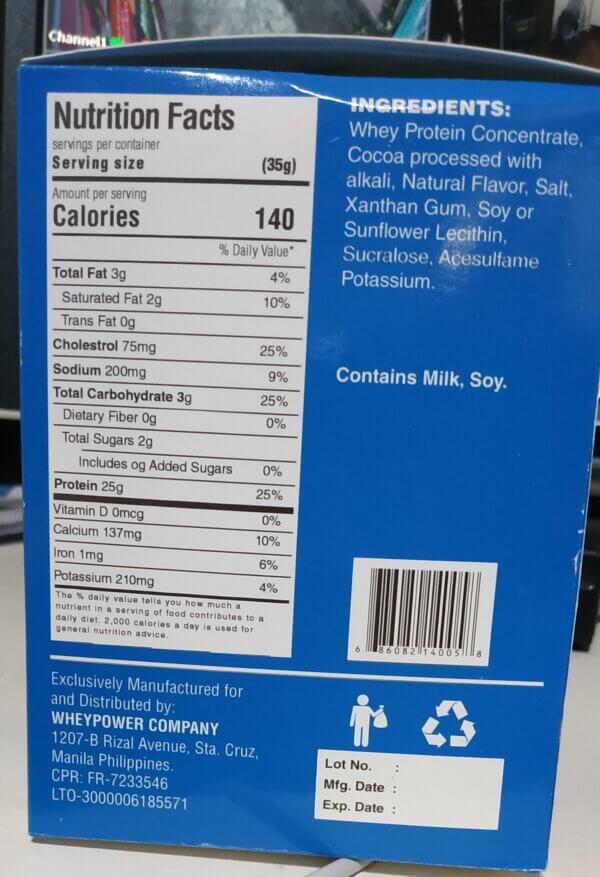 Channel1
Nutrition Facts
servings per container
Serving size (35g)
Amount per serving
Calories 140
% Daily Value*
Total Fat 3g 4%
Saturated Fat 2g 10%
Trans Fat 0g
Cholestrol 75mg 25%
Sodium 200mg 9%
Total Carbohydrate 3g 25%
Dietary Fiber 0g 0%
Total Sugars 2g
Includes og Added Sugars 0%
Protein 25g 25%
Vitamin D 0mcg 0%
Calcium 137mg 10%
Iron 1mg 6%
Potassium 210mg 4%
The % daily value tells you how much a
nutrient in a serving of food contributes to a
daily diet. 2,000 calories a day is used for
general nutrition advice.
INGREDIENTS:
Whey Protein Concentrate,
Cocoa processed with
alkali, Natural Flavor, Salt,
Xanthan Gum, Soy or
Sunflower Lecithin,
Sucralose, Acesulfame
Potassium.
Contains Milk, Soy.
6 86082 14005 8
Exclusively Manufactured for
and Distributed by:
WHEYPOWER COMPANY
1207-B Rizal Avenue, Sta. Cruz,
Manila Philippines.
CPR: FR-7233546
LTO-3000006185571
Lot No. :
Mfg. Date :
Exp. Date :